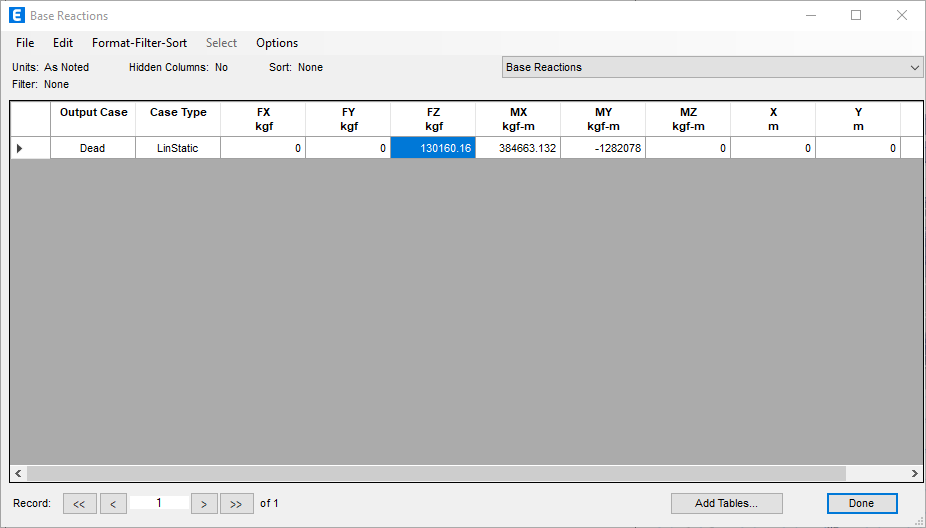 E Base Reactions
File Edit Format-Filter-Sort Select Options
Units: As Noted Hidden Columns: No Sort: None Base Reactions
Filter: None
Output Case Case Type FX FY FZ MX MY MZ X Y
kgf kgf kgf kgf-m kgf-m kgf-m m m
Dead LinStatic 0 0 130160.16 384663.132 -1282078 0 0 0
Record: << < 1 > >> of 1 Add Tables... Done